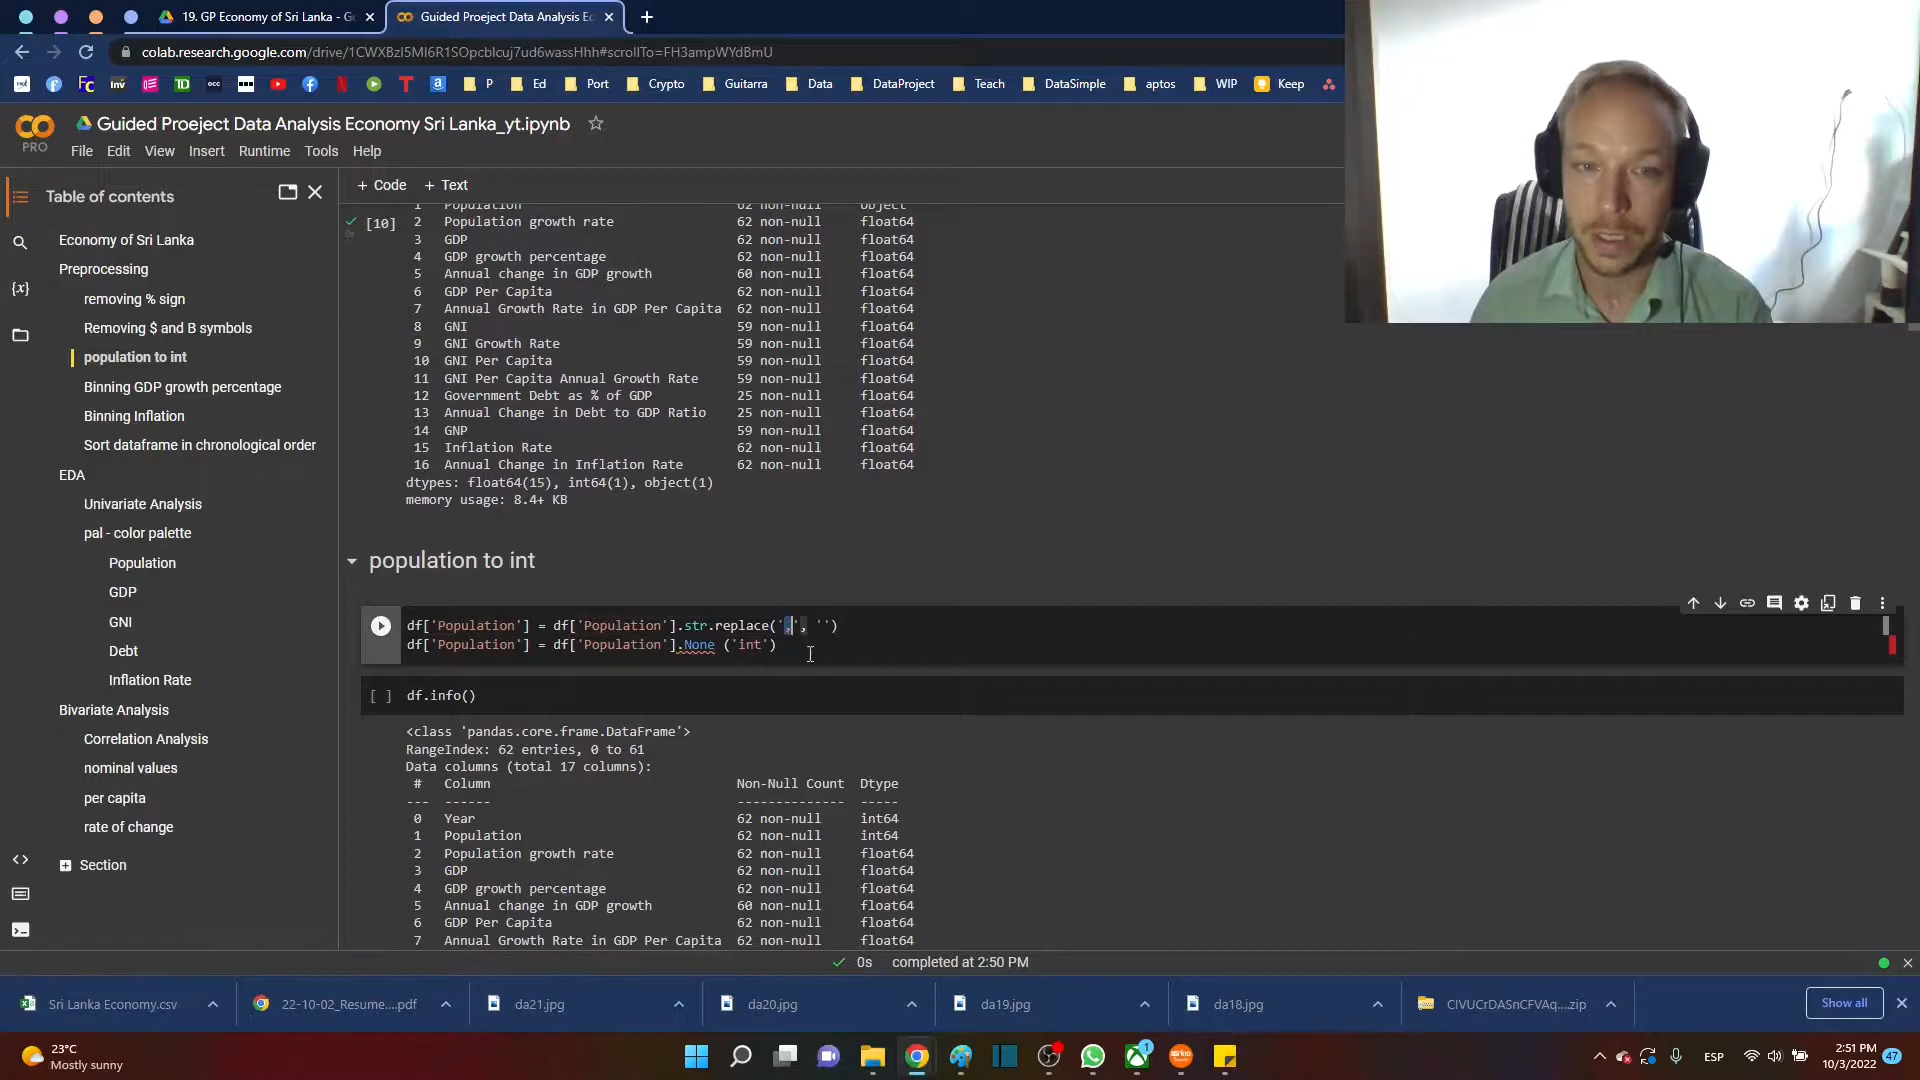 19. GP Economy of Sri Lanka - Go
Guided Proeject Data Analysis Ec
colab.research.google.com/drive/1CWXBzI5MI6R1SOpcblcuj7ud6wassHhh#scrollTo=FH3ampWYdBmU
Inv TD occ P Ed Port Crypto Guitarra Data DataProject Teach DataSimple aptos WIP Keep
PRO
Guided Proeject Data Analysis Economy Sri Lanka_yt.ipynb
File Edit View Insert Runtime Tools Help
Table of contents
Economy of Sri Lanka
Preprocessing
removing % sign
Removing $ and B symbols
population to int
Binning GDP growth percentage
Binning Inflation
Sort dataframe in chronological order
EDA
Univariate Analysis
pal - color palette
Population
GDP
GNI
Debt
Inflation Rate
Bivariate Analysis
Correlation Analysis
nominal values
per capita
rate of change
Section
+ Code + Text
1 Population 62 non-null object
[10] 2 Population growth rate 62 non-null float64
3 GDP 62 non-null float64
4 GDP growth percentage 62 non-null float64
5 Annual change in GDP growth 60 non-null float64
6 GDP Per Capita 62 non-null float64
7 Annual Growth Rate in GDP Per Capita 62 non-null float64
8 GNI 59 non-null float64
9 GNI Growth Rate 59 non-null float64
10 GNI Per Capita 59 non-null float64
11 GNI Per Capita Annual Growth Rate 59 non-null float64
12 Government Debt as % of GDP 25 non-null float64
13 Annual Change in Debt to GDP Ratio 25 non-null float64
14 GNP 59 non-null float64
15 Inflation Rate 62 non-null float64
16 Annual Change in Inflation Rate 62 non-null float64
dtypes: float64(15), int64(1), object(1)
memory usage: 8.4+ KB
population to int
df['Population'] = df['Population'].str.replace(',', '')
df['Population'] = df['Population'].None ('int')
[ ] df.info()
<class 'pandas.core.frame.DataFrame'>
RangeIndex: 62 entries, 0 to 61
Data columns (total 17 columns):
# Column Non-Null Count Dtype
--- ------ -------------- -----
0 Year 62 non-null int64
1 Population 62 non-null int64
2 Population growth rate 62 non-null float64
3 GDP 62 non-null float64
4 GDP growth percentage 62 non-null float64
5 Annual change in GDP growth 60 non-null float64
6 GDP Per Capita 62 non-null float64
7 Annual Growth Rate in GDP Per Capita 62 non-null float64
0s completed at 2:50 PM
Sri Lanka Economy.csv 22-10-02_Resume....pdf da21.jpg da20.jpg da19.jpg da18.jpg CIVUCrDASnCFVAq....zip Show all
23°C
Mostly sunny
ESP
2:51 PM
10/3/2022
47